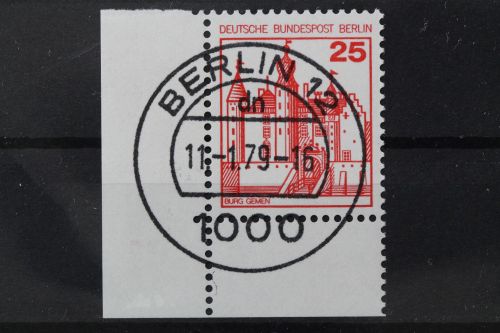 DEUTSCHE BUNDESPOST BERLIN
25
BERLIN 12
dn
11.-1.79-16
1000
BURG GEMEN